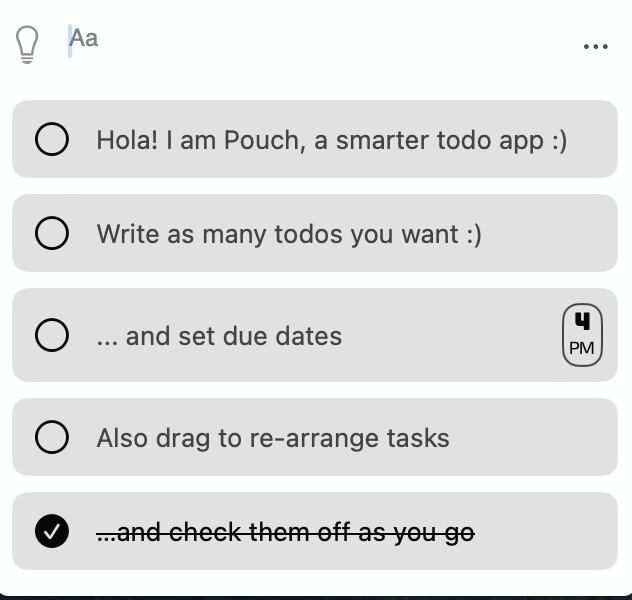 Aa
Hola! I am Pouch, a smarter todo app :)
Write as many todos you want :)
... and set due dates
4
PM
Also drag to re-arrange tasks
...and check them off as you go